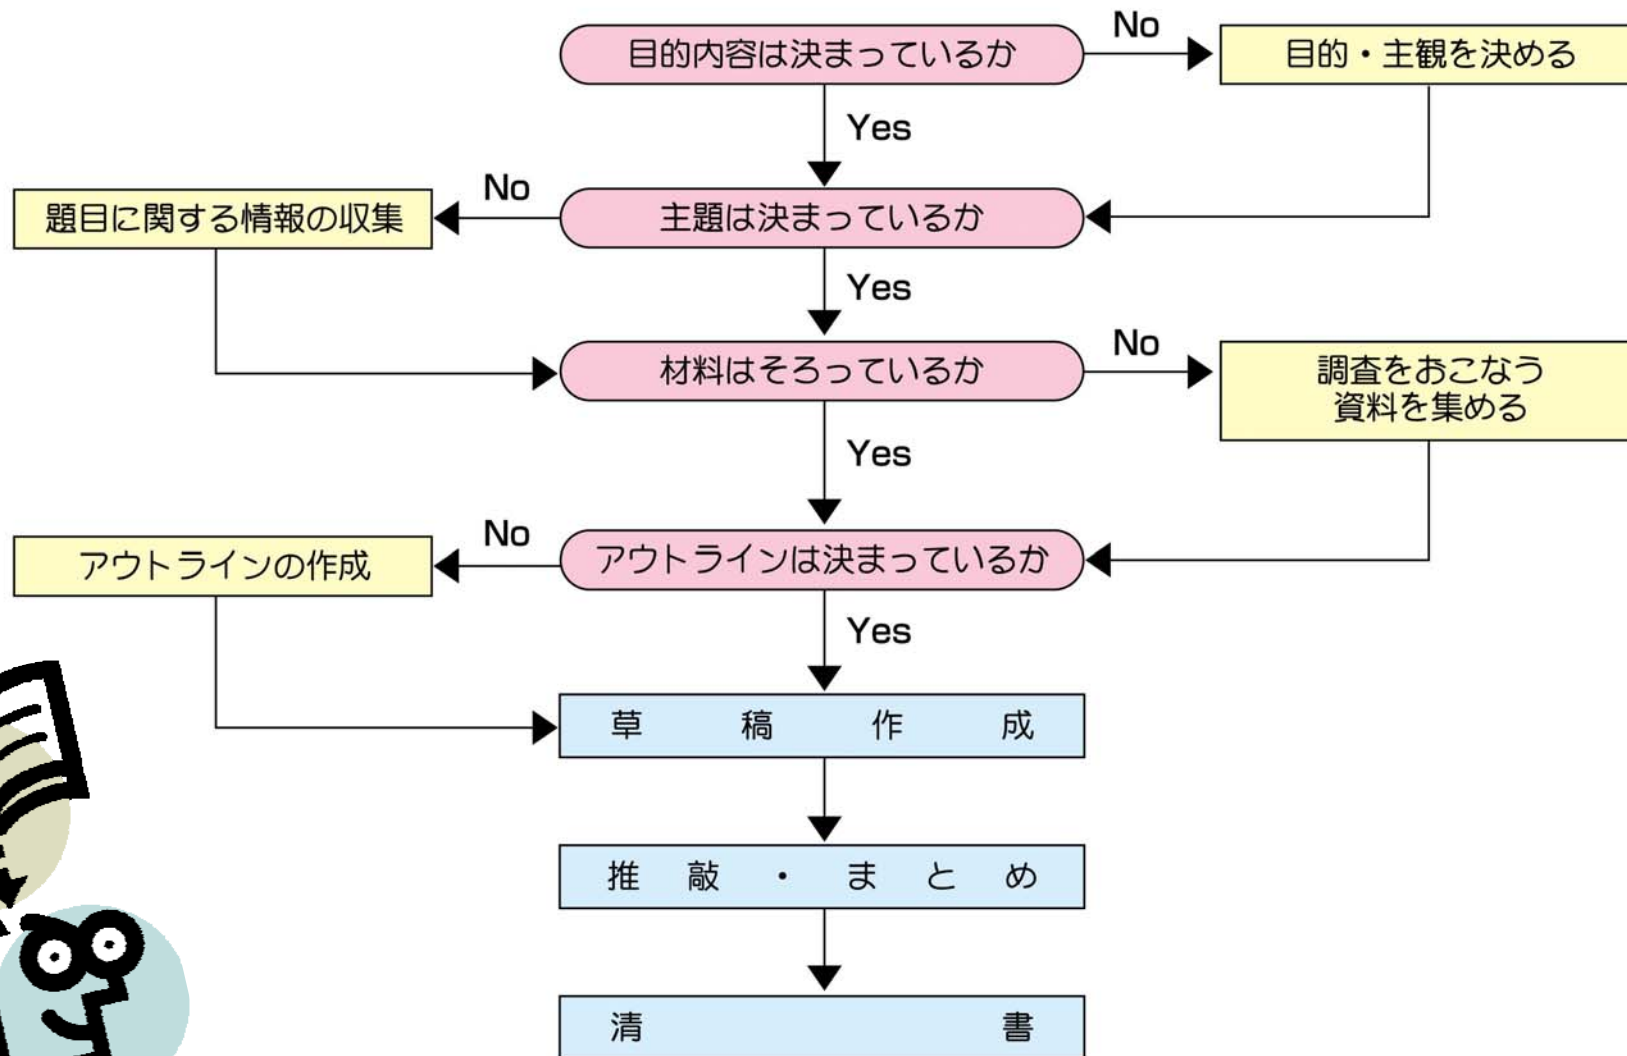 目的内容は決まっているか
No
目的・主観を決める
Yes
題目に関する情報の収集
No
主題は決まっているか
Yes
材料はそろっているか
No
調査をおこなう
資料を集める
Yes
アウトラインの作成
No
アウトラインは決まっているか
Yes
草稿作成
推敲・まとめ
清書